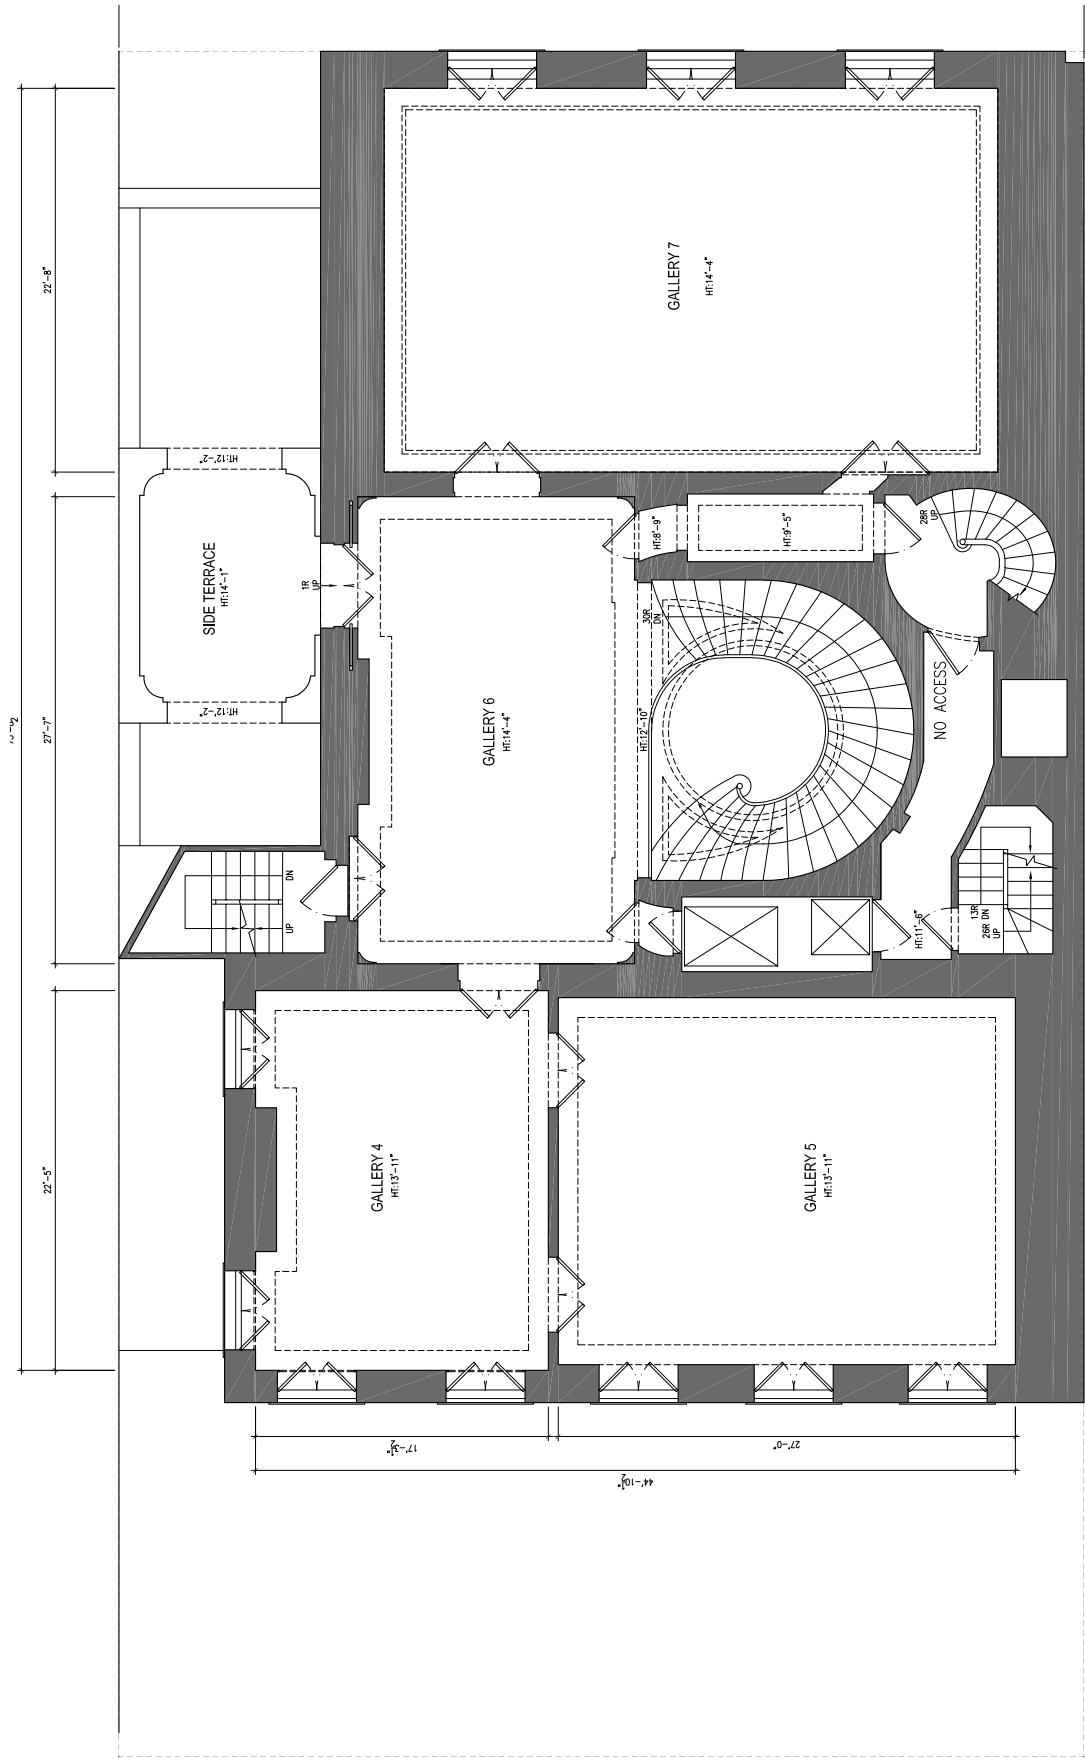 22'-8"
GALLERY 7
HT:14'-4"
HT:12'-2"
SIDE TERRACE
HT:14'-1"
1R
UP
HT:8'-9"
HT:9'-5"
28R
UP
30R
DN
27'-7"
HT:12'-2"
GALLERY 6
HT:14'-4"
HT:12'-10"
NO ACCESS
DN
UP
HT:11'-6"
13R
DN
26R
UP
22'-5"
GALLERY 4
HT:13'-11"
GALLERY 5
HT:13'-11"
17'-3½"
27'-0"
44'-10½"